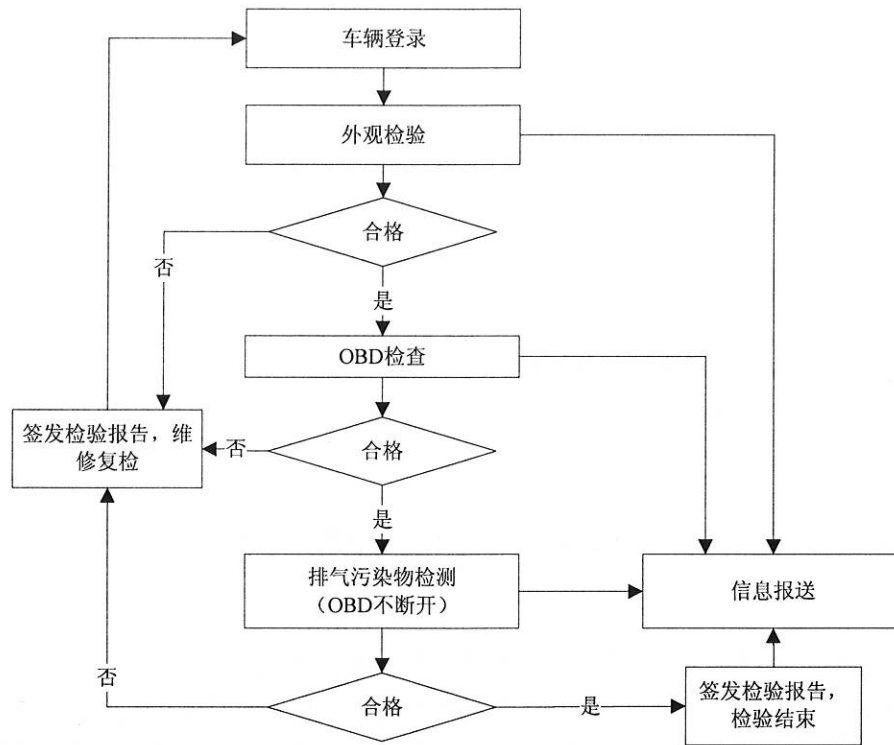 车辆登录
外观检验
合格
否
是
OBD检查
签发检验报告，维
修复检
否
合格
是
排气污染物检测
（OBD不断开）
信息报送
否
合格
是
签发检验报告，
检验结束